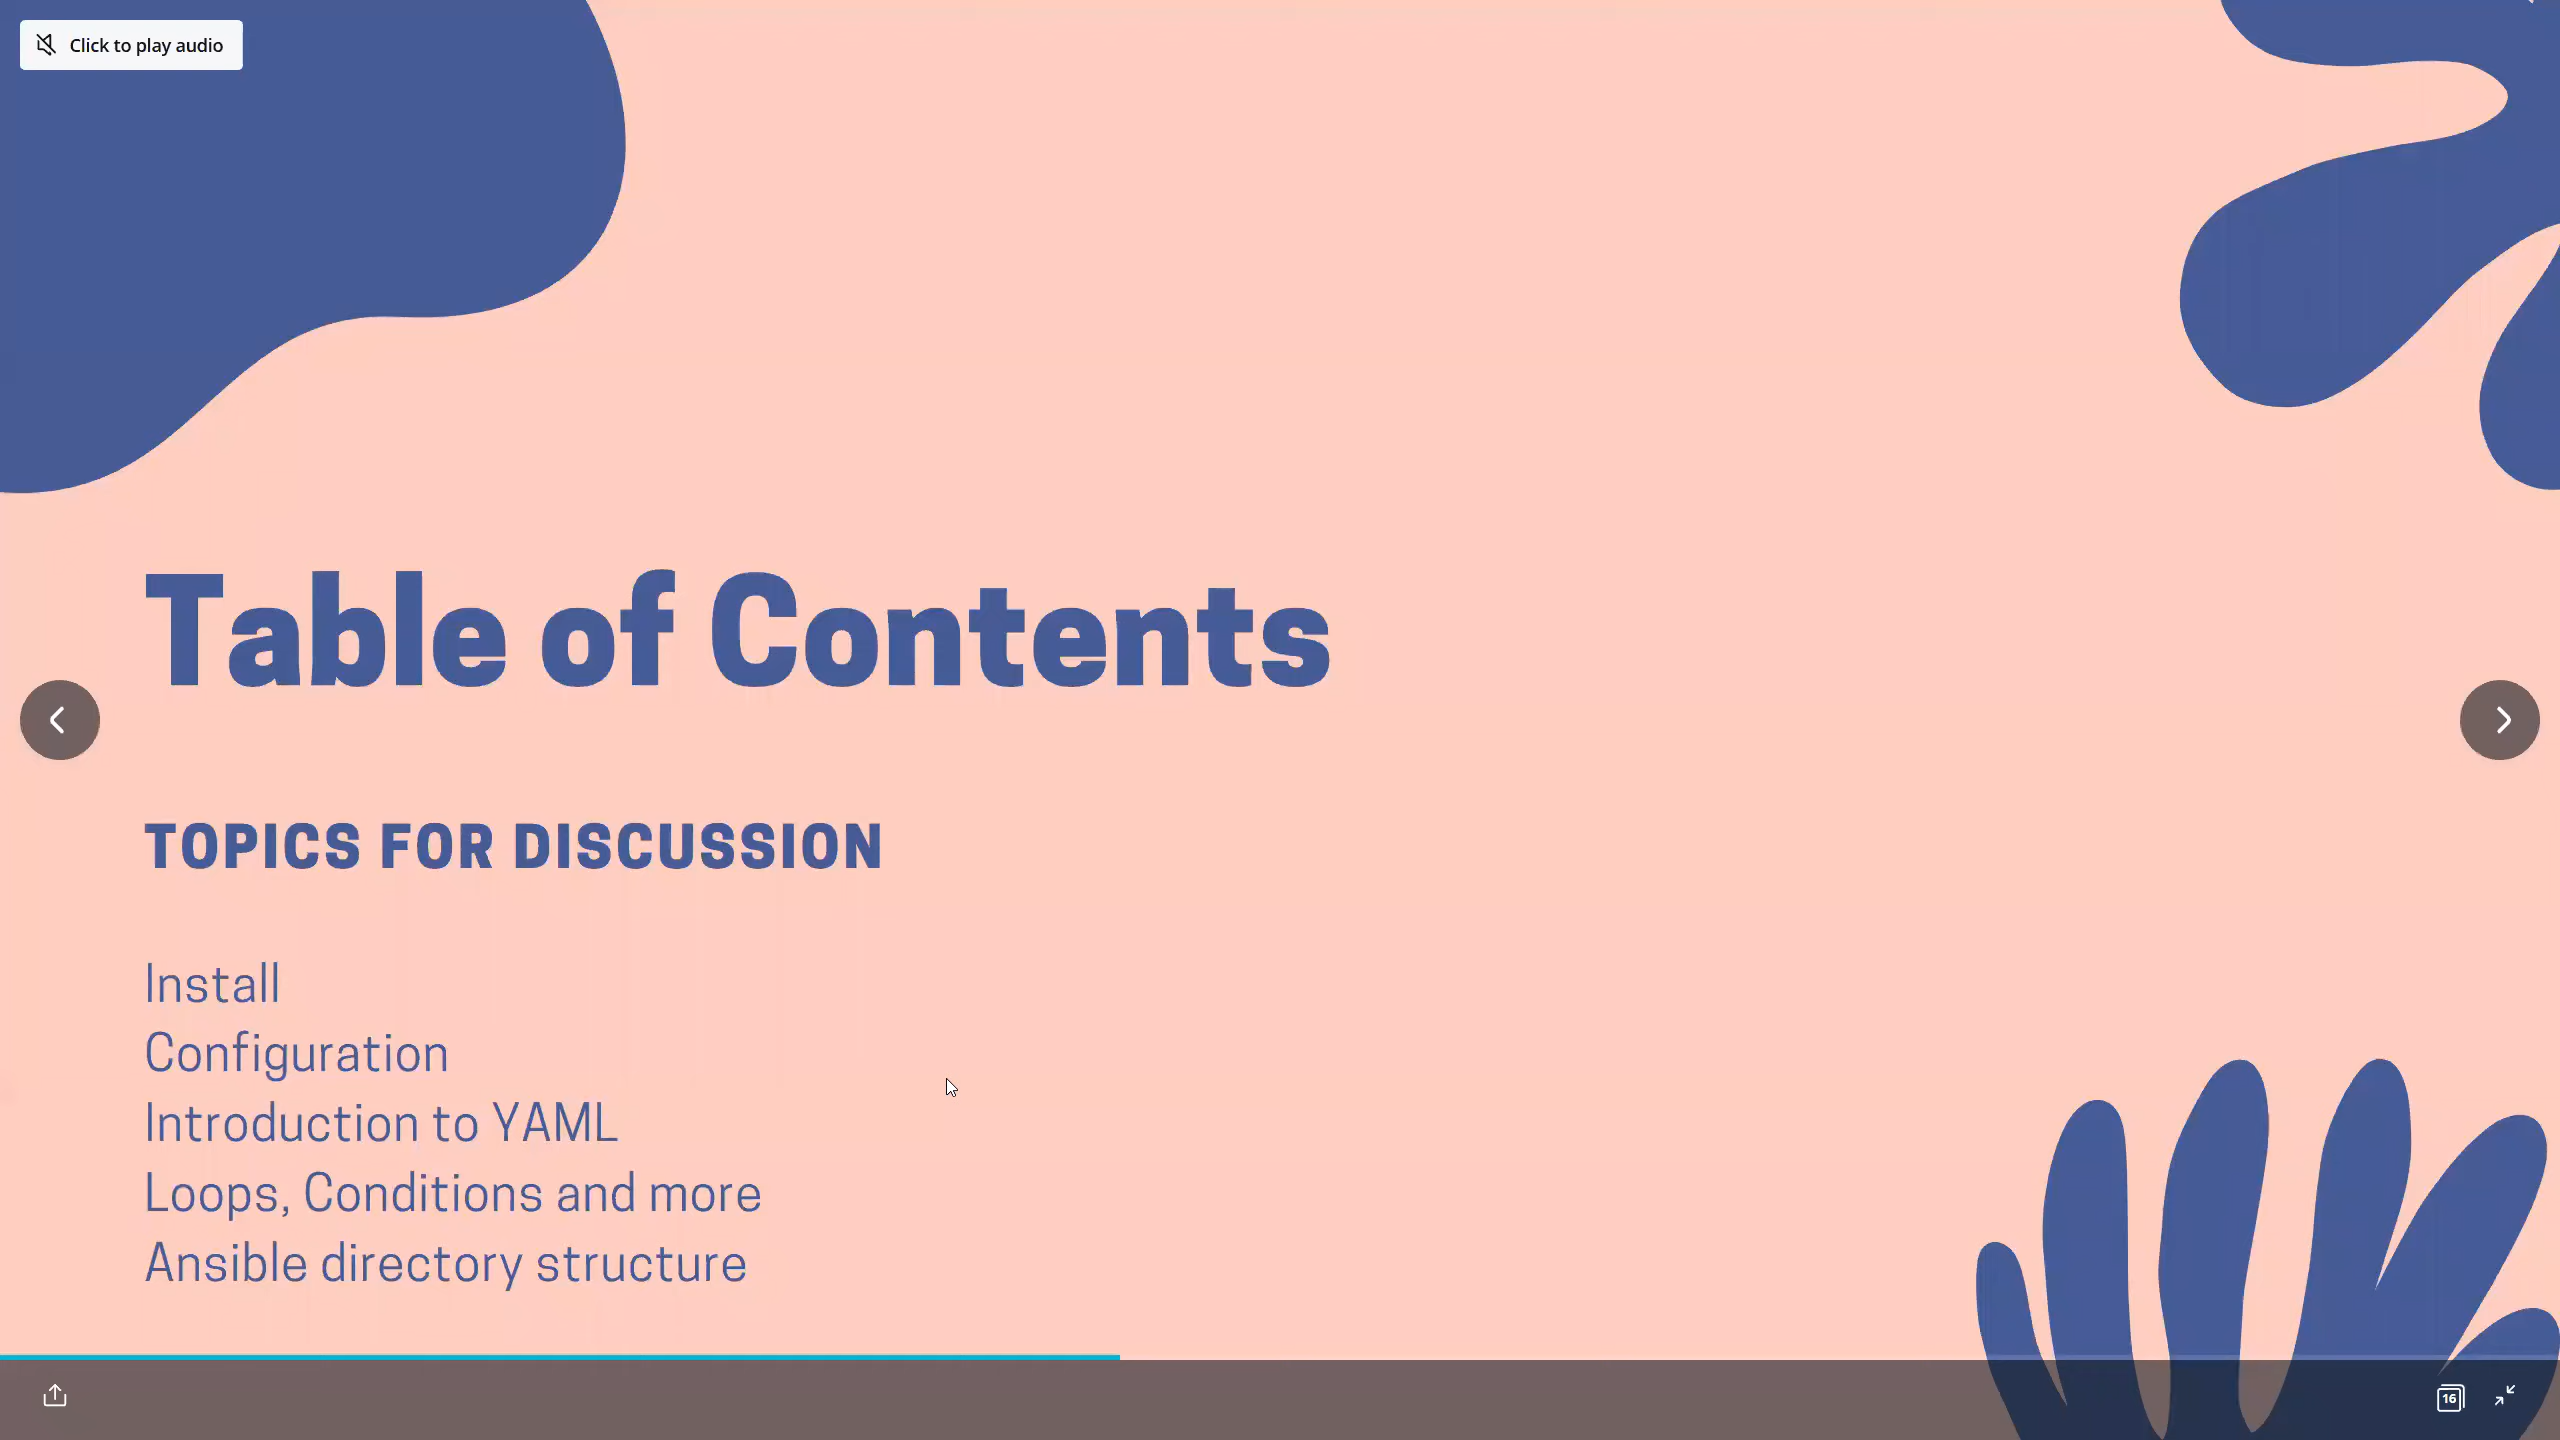 Click to play audio
Table of Contents
TOPICS FOR DISCUSSION
Install
Configuration
Introduction to YAML
Loops, Conditions and more
Ansible directory structure
16